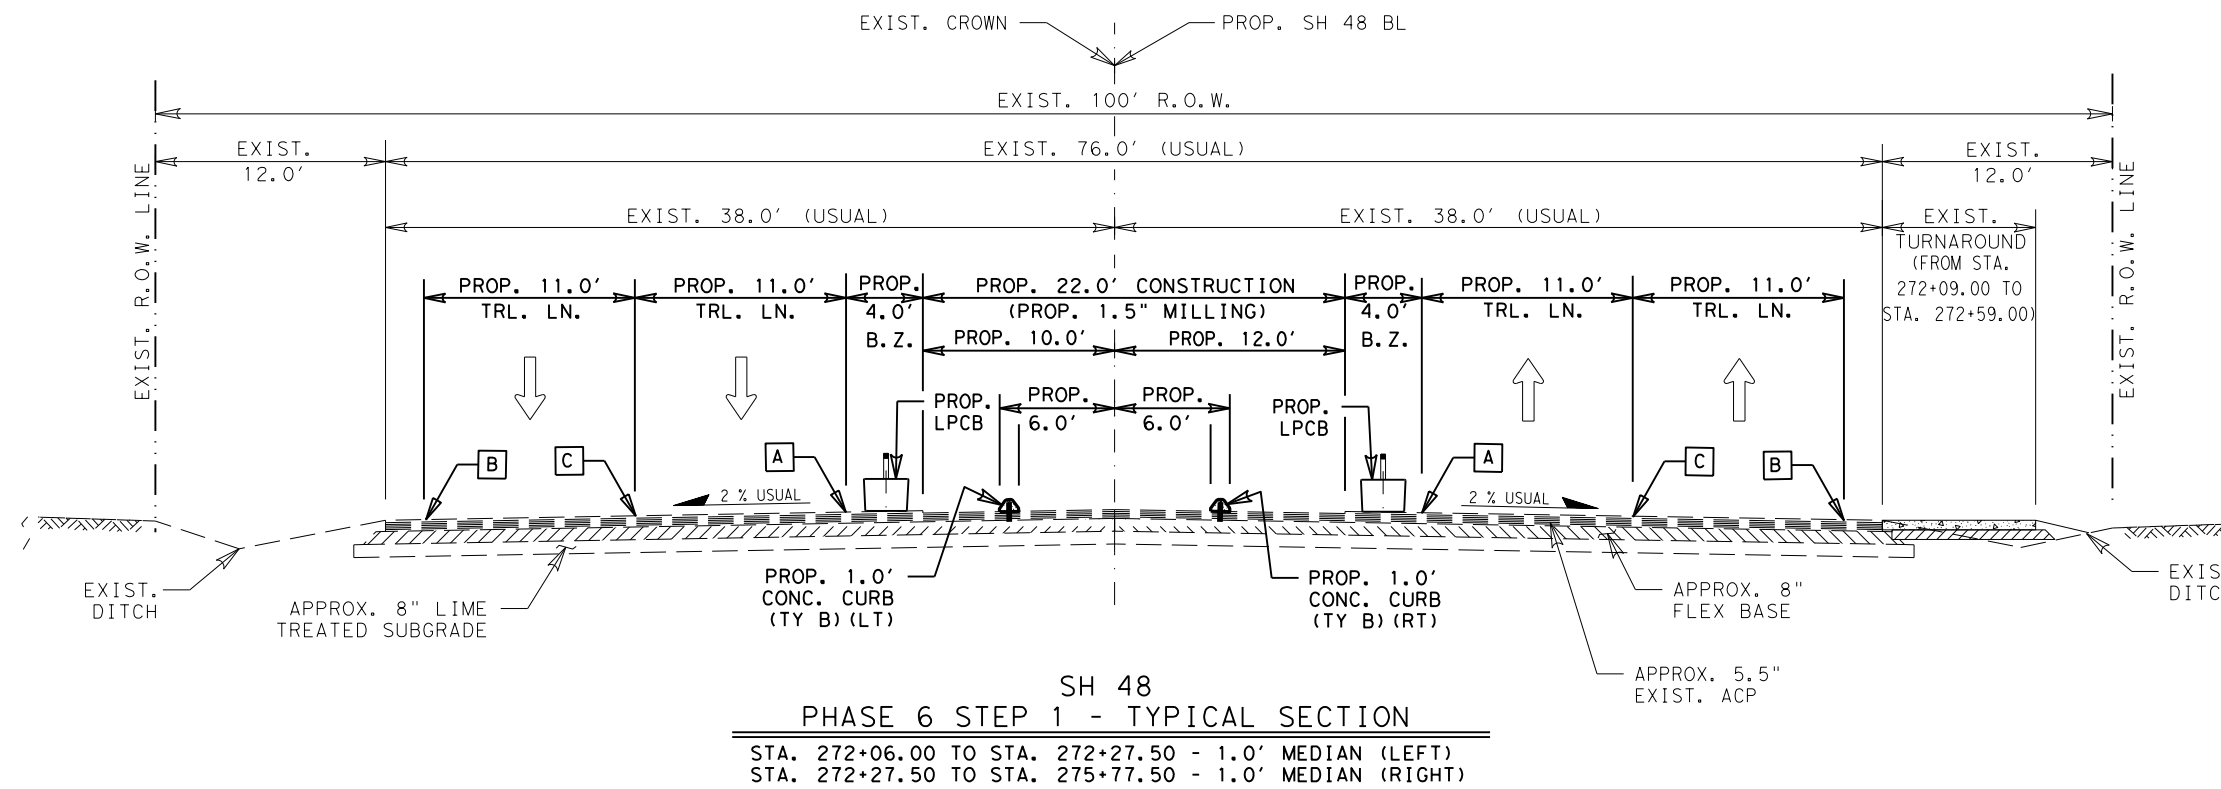 EXIST. CROWN
PROP. SH 48 BL
EXIST. 100' R.O.W.
EXIST.
12.0'
EXIST. 76.0' (USUAL)
EXIST.
12.0'
EXIST. R.O.W. LINE
EXIST. R.O.W. LINE
EXIST. 38.0' (USUAL)
EXIST. 38.0' (USUAL)
EXIST.
TURNAROUND
(FROM STA.
272+09.00 TO
STA. 272+59.00)
PROP. 11.0'
TRL. LN.
PROP. 11.0'
TRL. LN.
PROP.
4.0'
B.Z.
PROP. 22.0' CONSTRUCTION
(PROP. 1.5" MILLING)
PROP.
4.0'
B.Z.
PROP. 11.0'
TRL. LN.
PROP. 11.0'
TRL. LN.
PROP. 10.0'
PROP. 12.0'
PROP.
LPCB
PROP.
6.0'
PROP.
6.0'
PROP.
LPCB
B
C
A
A
C
B
2 % USUAL
2 % USUAL
EXIST.
DITCH
APPROX. 8" LIME
TREATED SUBGRADE
PROP. 1.0'
CONC. CURB
(TY B) (LT)
PROP. 1.0'
CONC. CURB
(TY B) (RT)
APPROX. 8"
FLEX BASE
EXIS
DITC
APPROX. 5.5"
EXIST. ACP
SH 48
PHASE 6 STEP 1 - TYPICAL SECTION
STA. 272+06.00 TO STA. 272+27.50 - 1.0' MEDIAN (LEFT)
STA. 272+27.50 TO STA. 275+77.50 - 1.0' MEDIAN (RIGHT)